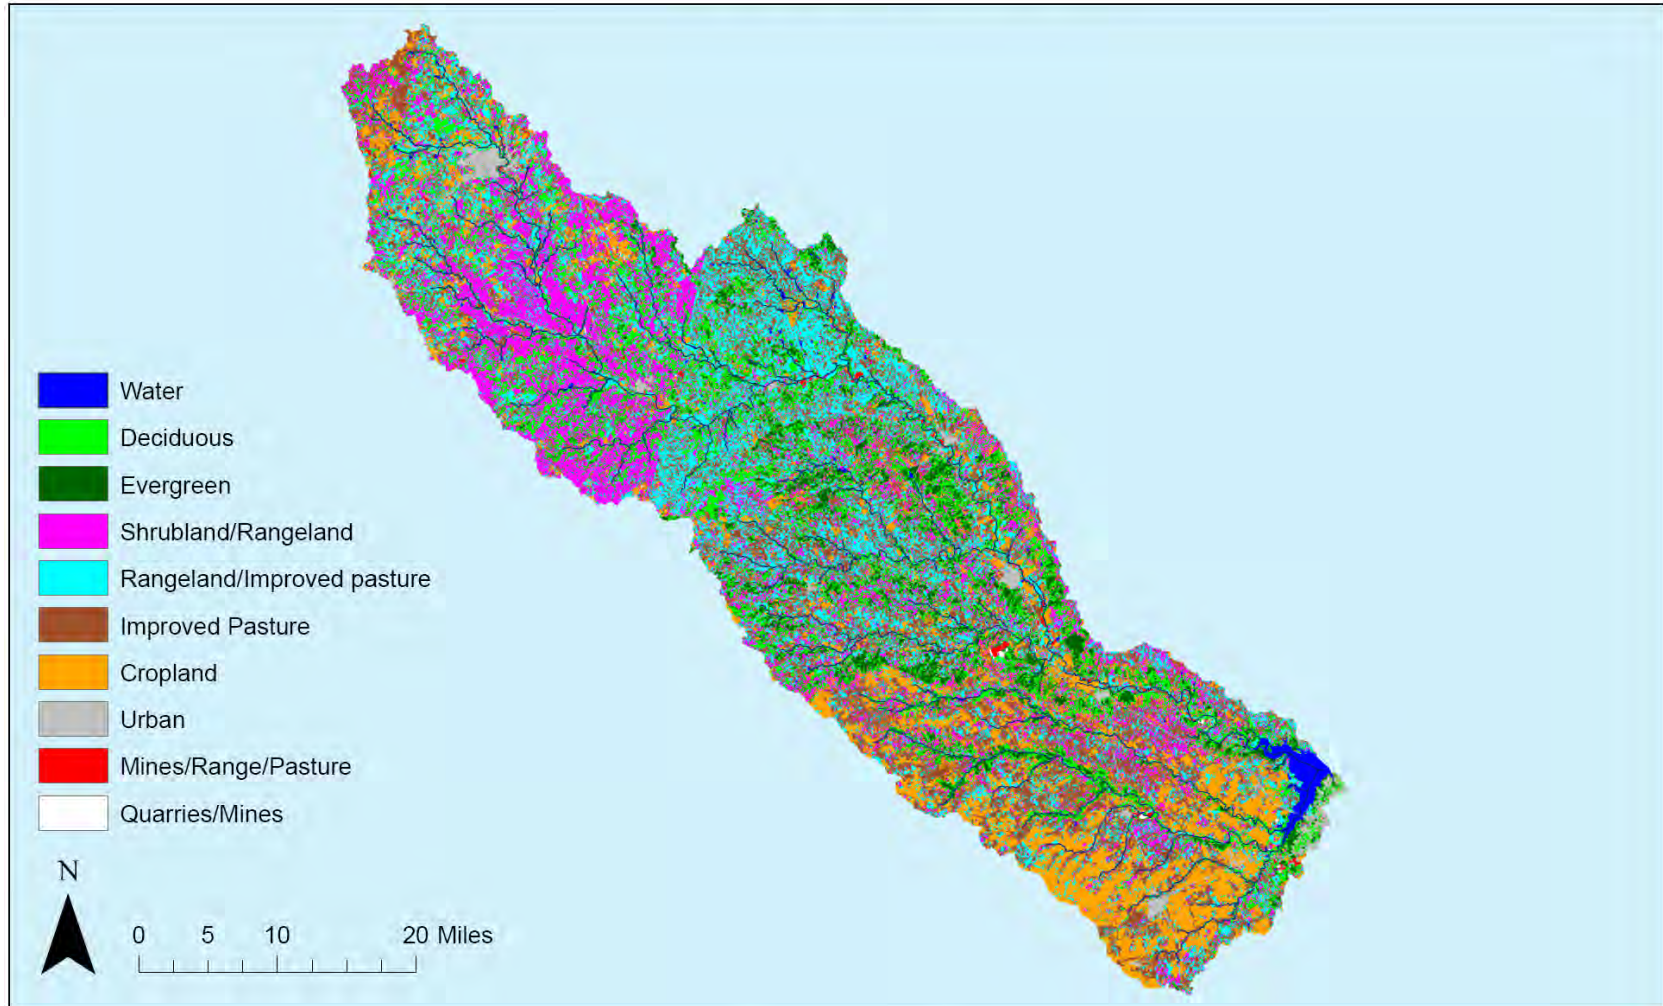 Water
Deciduous
Evergreen
Shrubland/Rangeland
Rangeland/Improved pasture
Improved Pasture
Cropland
Urban
Mines/Range/Pasture
Quarries/Mines
N
0 5 10 20 Miles